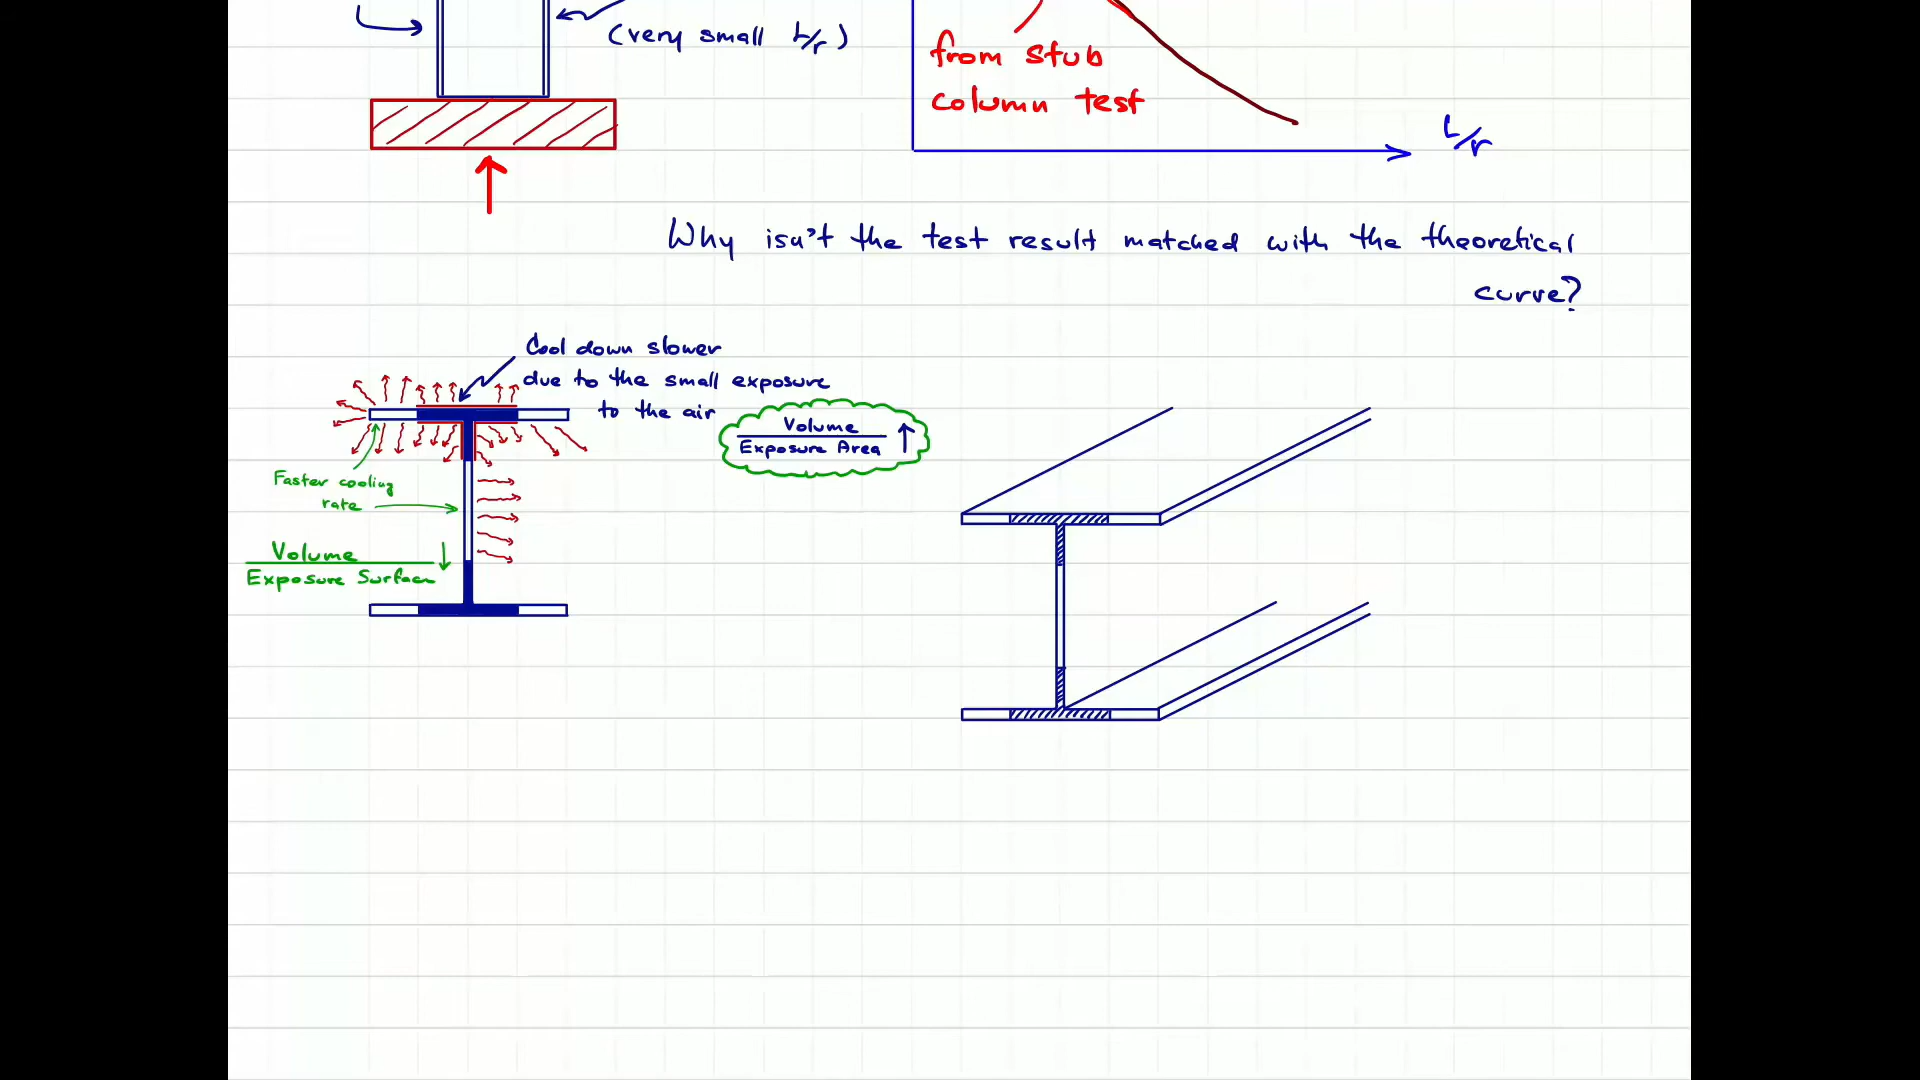 (very small L/r)
from stub
column test
L/r
Why isn't the test result matched with the theoretical
curve?
Cool down slower
due to the small exposure
to the air
Volume
Exposure Area ↑
Faster cooling
rate
Volume
Exposure Surface ↓